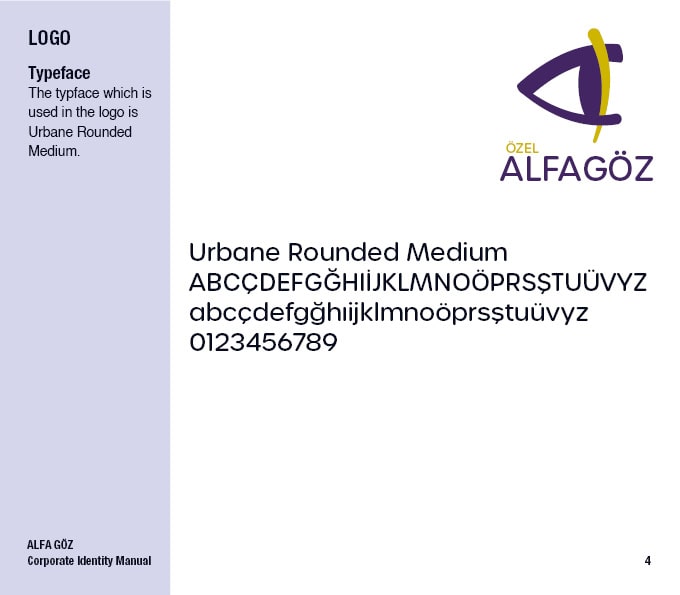 LOGO
Typeface
The typface which is
used in the logo is
Urbane Rounded
Medium.
ÖZEL
ALFAGÖZ
Urbane Rounded Medium
ABCÇDEFGĞHIİJKLMNOÖPRSŞTUÜVYZ
abcçdefgğhıijklmnoöprsştuüvyz
0123456789
ALFA GÖZ
Corporate Identity Manual
4